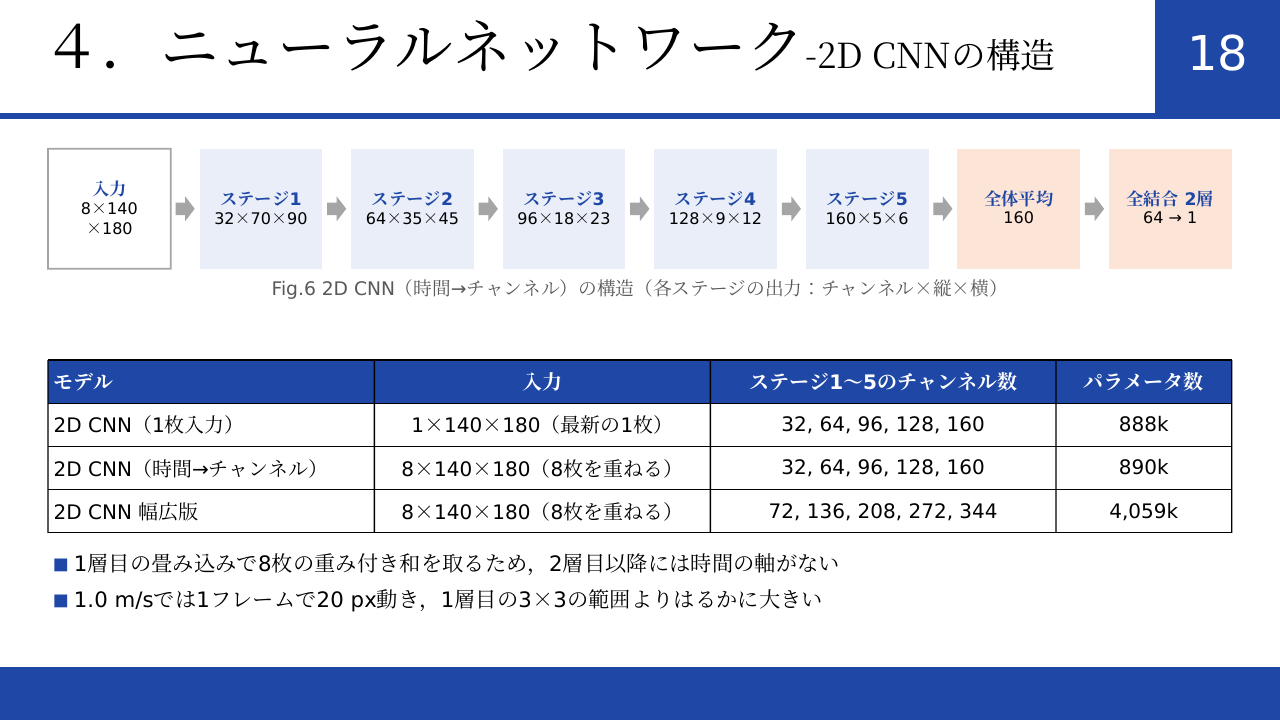 ４．ニューラルネットワーク-2D CNNの構造
18
入力
8×140
×180
ステージ1
32×70×90
ステージ2
64×35×45
ステージ3
96×18×23
ステージ4
128×9×12
ステージ5
160×5×6
全体平均
160
全結合 2層
64 → 1
Fig.6 2D CNN（時間→チャンネル）の構造（各ステージの出力：チャンネル×縦×横）
モデル 入力 ステージ1～5のチャンネル数 パラメータ数
2D CNN（1枚入力） 1×140×180（最新の1枚） 32, 64, 96, 128, 160 888k
2D CNN（時間→チャンネル） 8×140×180（8枚を重ねる） 32, 64, 96, 128, 160 890k
2D CNN 幅広版 8×140×180（8枚を重ねる） 72, 136, 208, 272, 344 4,059k
■ 1層目の畳み込みで8枚の重み付き和を取るため，2層目以降には時間の軸がない
■ 1.0 m/sでは1フレームで20 px動き，1層目の3×3の範囲よりはるかに大きい